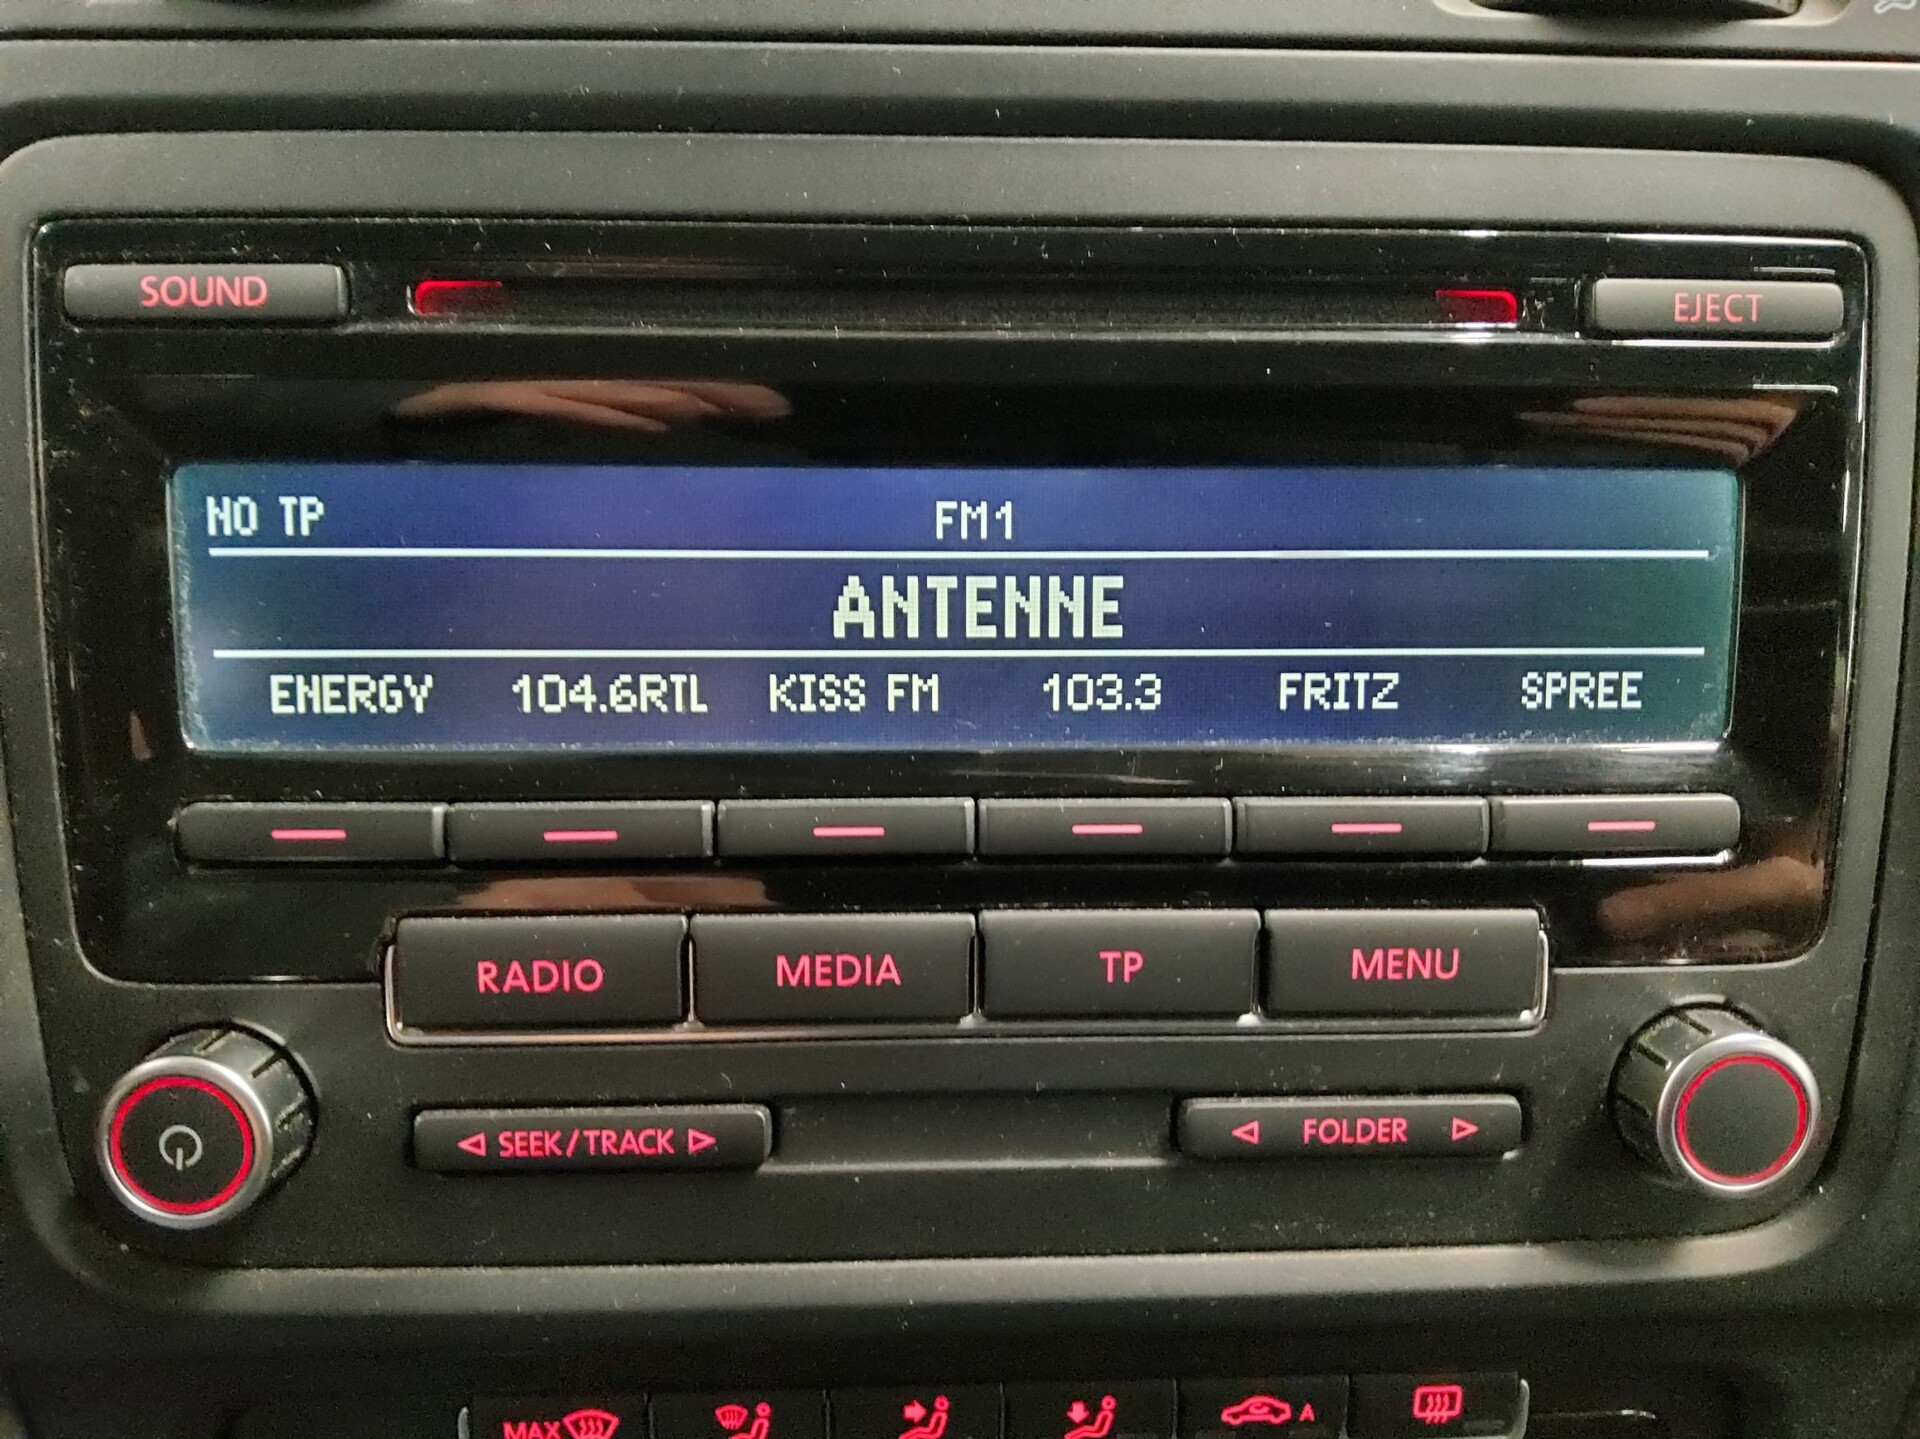 SOUND EJECT
NO TP FM1
ANTENNE
ENERGY 104.6RTL KISS FM 103.3 FRITZ SPREE
RADIO MEDIA TP MENU
SEEK/TRACK FOLDER
MAX A